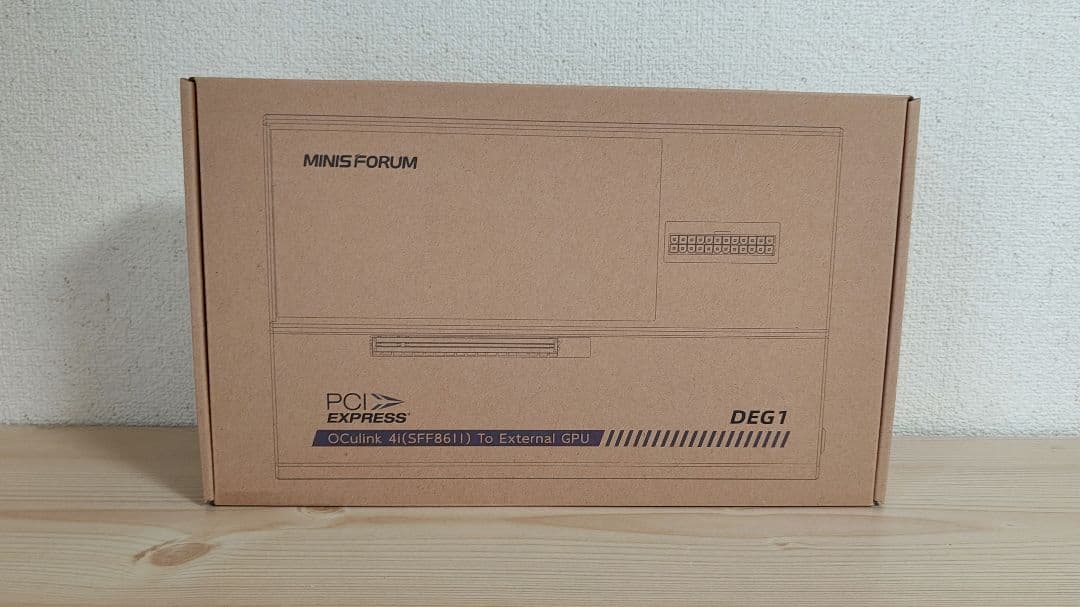 MINISFORUM
PCI
EXPRESS®
DEG1
OCulink 4i(SFF8611) To External GPU